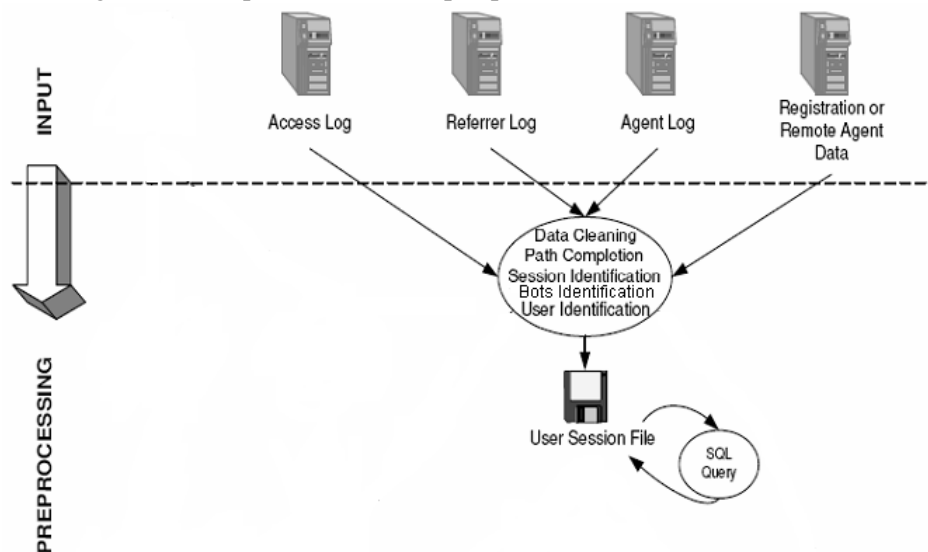 INPUT
Access Log
Referrer Log
Agent Log
Registration or
Remote Agent
Data
Data Cleaning
Path Completion
Session Identification
Bots Identification
User Identification
PREPROCESSING
User Session File
SQL
Query